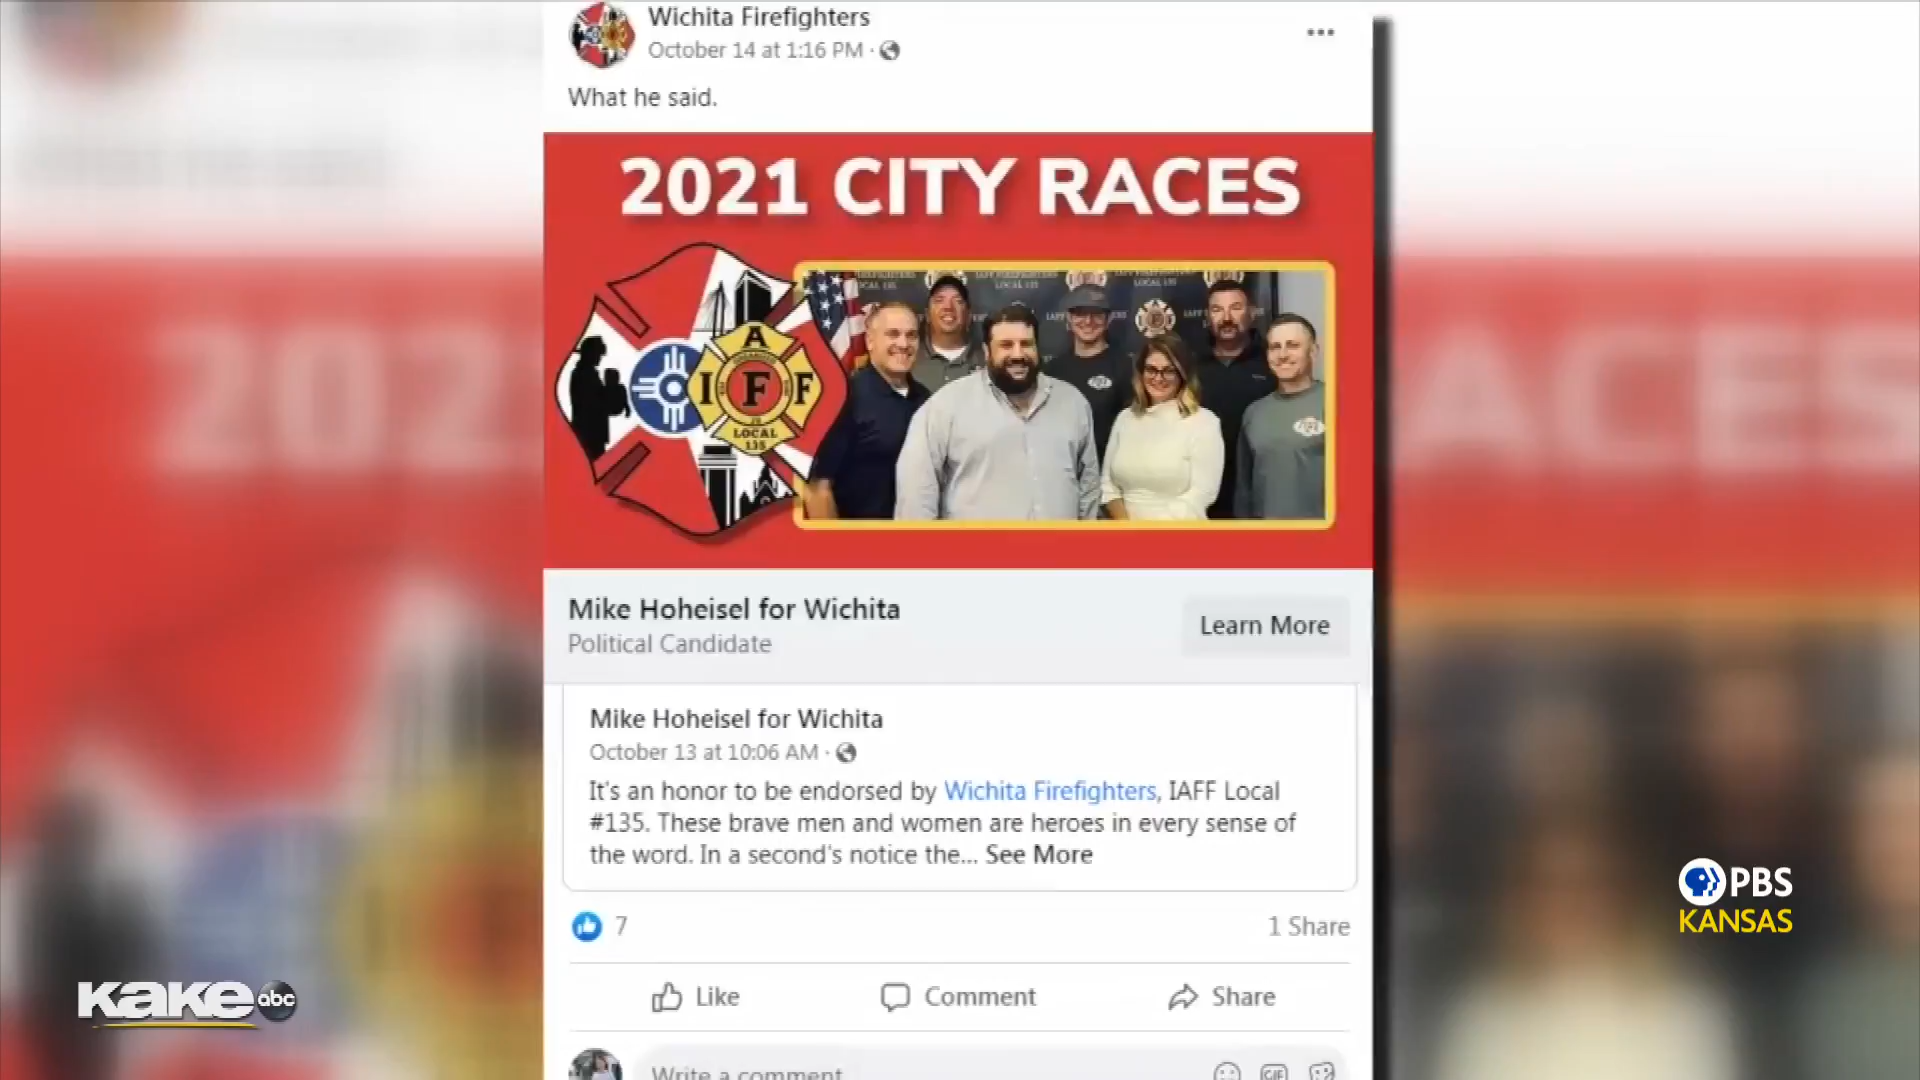 Wichita Firefighters
October 14 at 1:16 PM ·
What he said.
2021 CITY RACES
A
I F F
LOCAL
135
Mike Hoheisel for Wichita
Political Candidate
Learn More
Mike Hoheisel for Wichita
October 13 at 10:06 AM ·
It's an honor to be endorsed by Wichita Firefighters, IAFF Local
#135. These brave men and women are heroes in every sense of
the word. In a second's notice the... See More
7
1 Share
Like
Comment
Share
Write a comment
GIF
PBS
KANSAS
KAKE abc